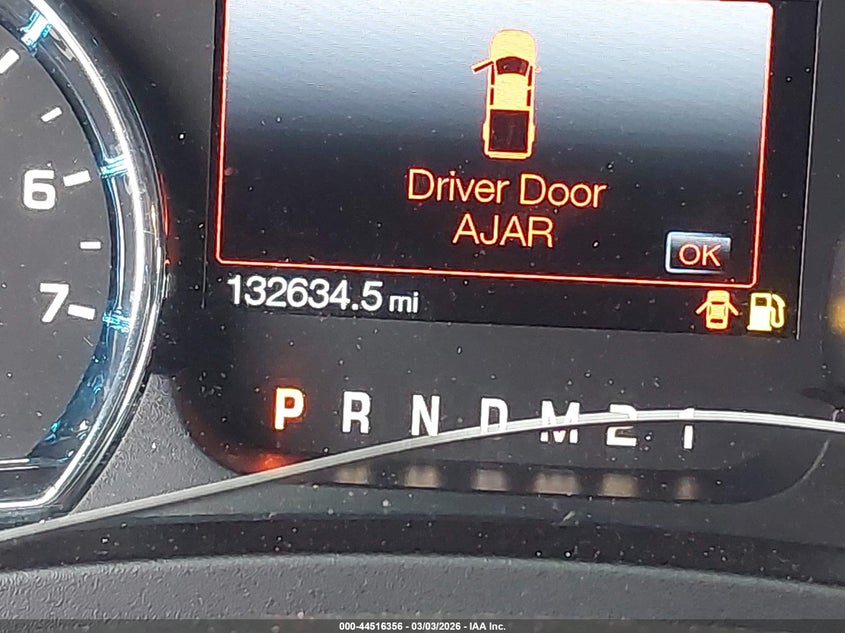 6
7
Driver Door
AJAR
OK
132634.5 mi
P R N D M 2 1
000-44516356 - 03/03/2026 - IAA Inc.